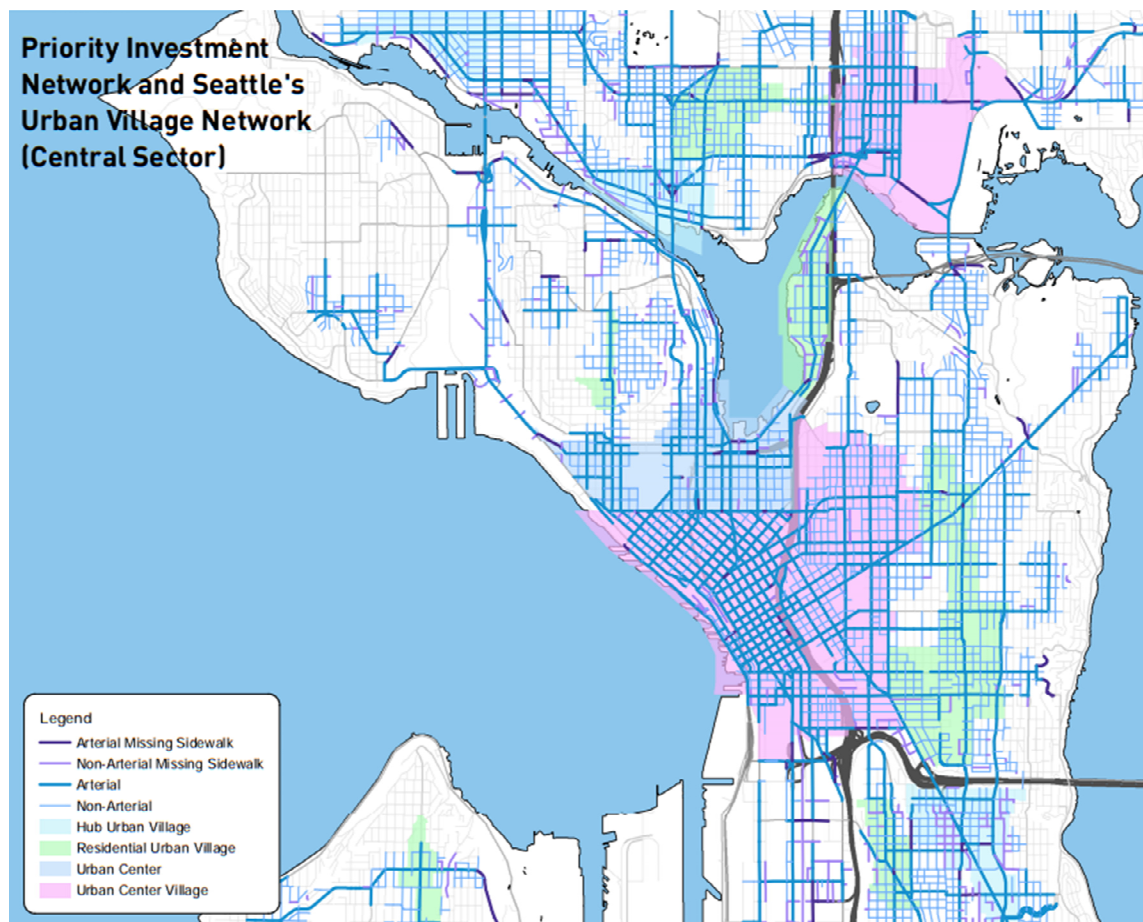 Priority Investment
Network and Seattle's
Urban Village Network
(Central Sector)
Legend
Arterial Missing Sidewalk
Non-Arterial Missing Sidewalk
Arterial
Non-Arterial
Hub Urban Village
Residential Urban Village
Urban Center
Urban Center Village